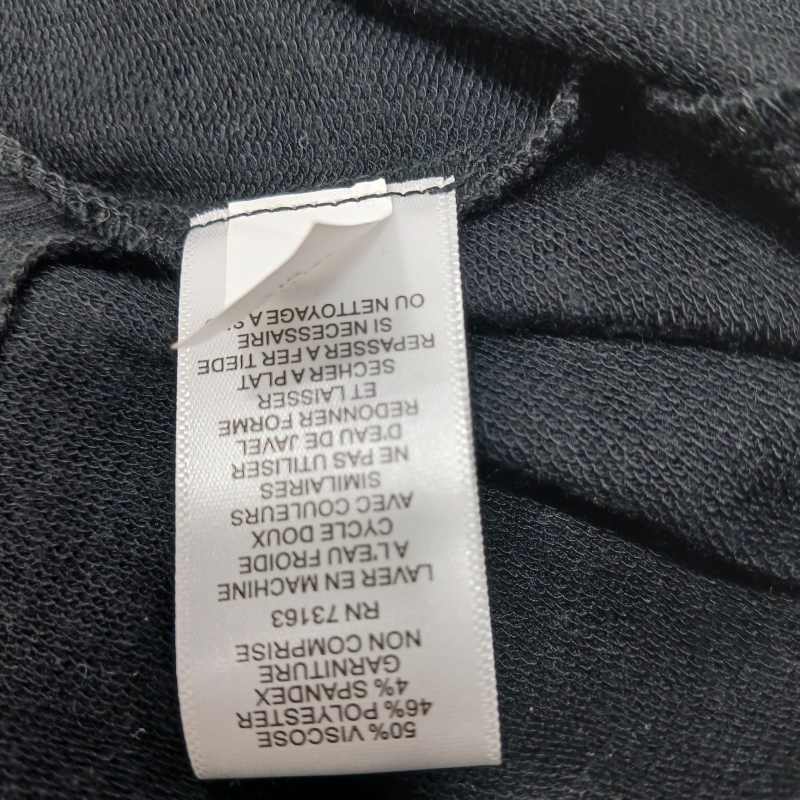 50% VISCOSE
46% POLYESTER
4% SPANDEX
GARNITURE
NON COMPRISE
RN 73163
LAVER EN MACHINE
A L'EAU FROIDE
CYCLE DOUX
AVEC COULEURS
SIMILAIRES
NE PAS UTILISER
D'EAU DE JAVEL
REDONNER FORME
ET LAISSER
SECHER A PLAT
REPASSER A FER TIEDE
SI NECESSAIRE
OU NETTOYAGE A